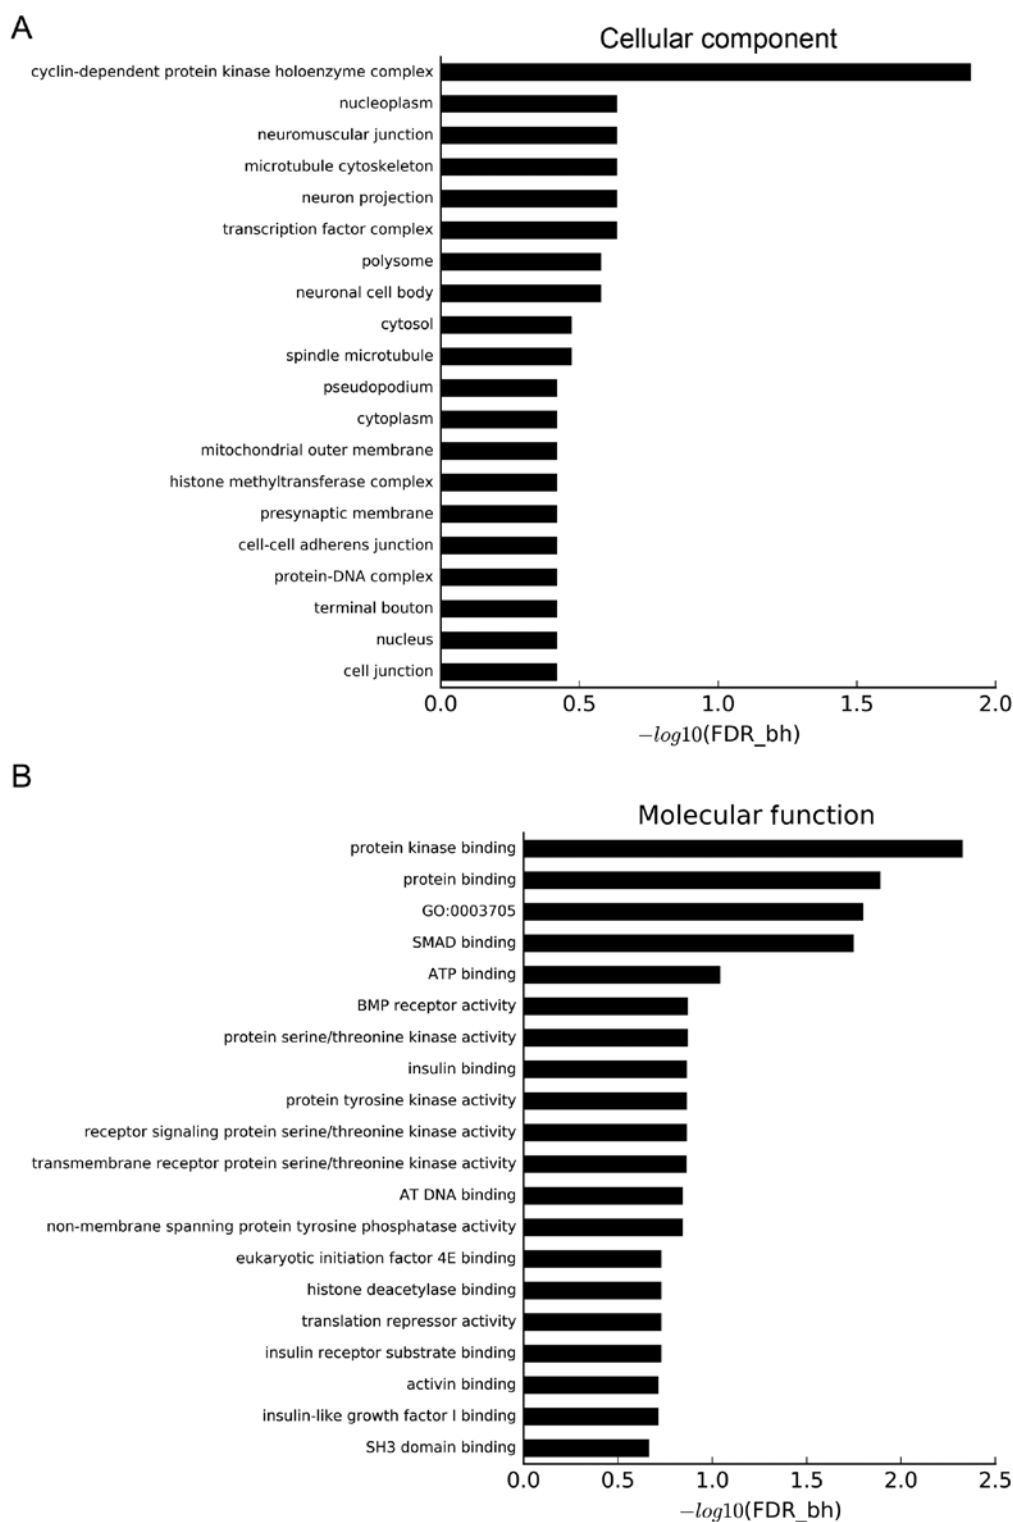 A
Cellular component
cyclin-dependent protein kinase holoenzyme complex
nucleoplasm
neuromuscular junction
microtubule cytoskeleton
neuron projection
transcription factor complex
polysome
neuronal cell body
cytosol
spindle microtubule
pseudopodium
cytoplasm
mitochondrial outer membrane
histone methyltransferase complex
presynaptic membrane
cell-cell adherens junction
protein-DNA complex
terminal bouton
nucleus
cell junction
0.0 0.5 1.0 1.5 2.0
−log10(FDR_bh)
B
Molecular function
protein kinase binding
protein binding
GO:0003705
SMAD binding
ATP binding
BMP receptor activity
protein serine/threonine kinase activity
insulin binding
protein tyrosine kinase activity
receptor signaling protein serine/threonine kinase activity
transmembrane receptor protein serine/threonine kinase activity
AT DNA binding
non-membrane spanning protein tyrosine phosphatase activity
eukaryotic initiation factor 4E binding
histone deacetylase binding
translation repressor activity
insulin receptor substrate binding
activin binding
insulin-like growth factor I binding
SH3 domain binding
0.0 0.5 1.0 1.5 2.0 2.5
−log10(FDR_bh)